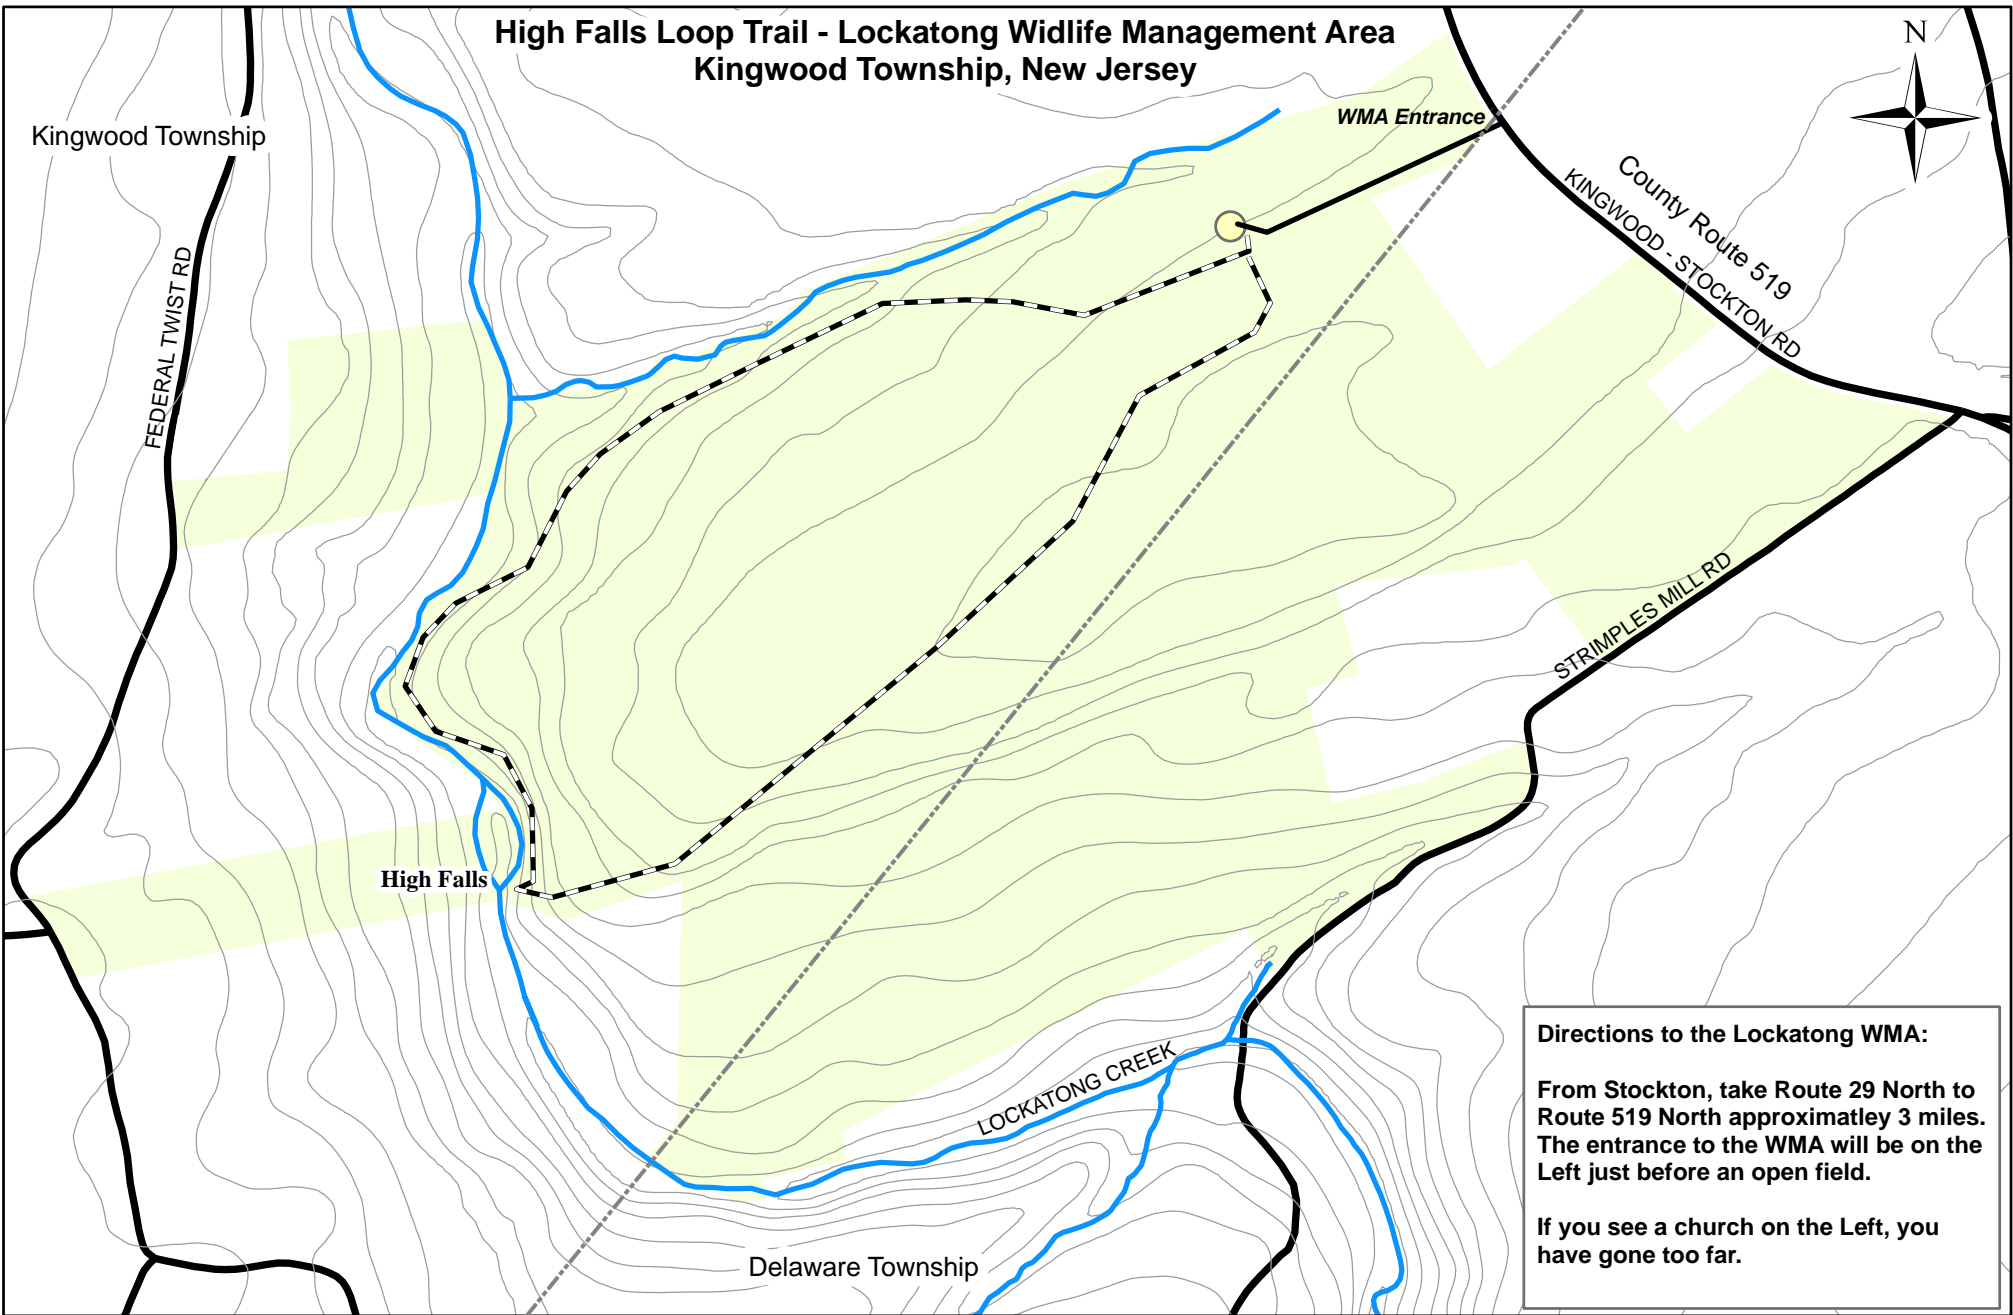 High Falls Loop Trail - Lockatong Widlife Management Area
Kingwood Township, New Jersey
N
WMA Entrance
Kingwood Township
County Route 519
KINGWOOD - STOCKTON RD
FEDERAL TWIST RD
STRIMPLES MILL RD
High Falls
LOCKATONG CREEK
Delaware Township
Directions to the Lockatong WMA:
From Stockton, take Route 29 North to
Route 519 North approximatley 3 miles.
The entrance to the WMA will be on the
Left just before an open field.
If you see a church on the Left, you
have gone too far.